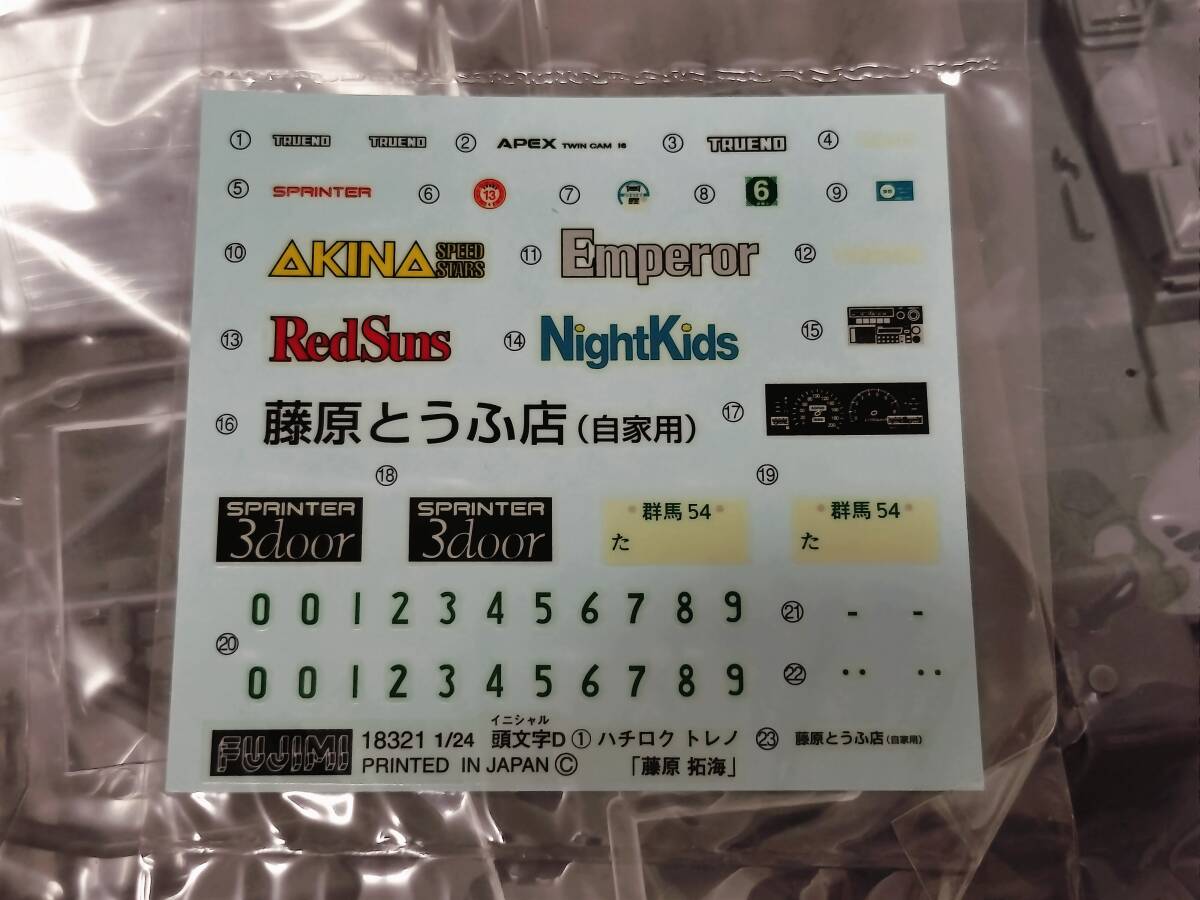 ① TRUENO TRUENO ② APEX TWIN CAM 16 ③ TRUENO ④
⑤ SPRINTER ⑥ 13 ⑦ ⑧ 6 ⑨
⑩ AKINA SPEED STARS ⑪ Emperor ⑫
⑬ RedSuns ⑭ NightKids ⑮
⑯ 藤原とうふ店(自家用) ⑰
⑱ ⑲
SPRINTER SPRINTER 群馬 54 群馬 54
3door 3door た た
0 0 1 2 3 4 5 6 7 8 9 ㉑ - -
⑳
0 0 1 2 3 4 5 6 7 8 9 ㉒ ・・ ・・
イニシャル
FUJIMI 18321 1/24 頭文字D ① ハチロク トレノ ㉓ 藤原とうふ店(自家用)
PRINTED IN JAPAN © 「藤原 拓海」